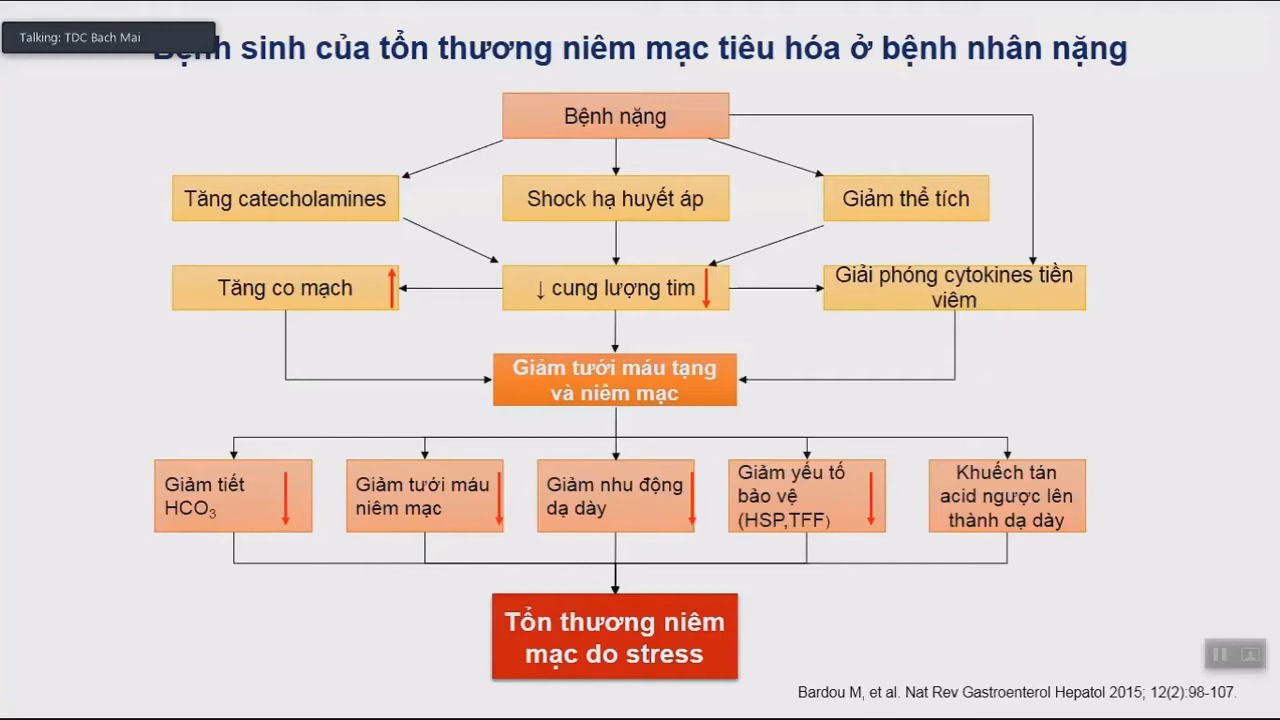 Talking: TDC Bach Mai
Bệnh sinh của tổn thương niêm mạc tiêu hóa ở bệnh nhân nặng
Bệnh nặng
Tăng catecholamines
Shock hạ huyết áp
Giảm thể tích
Tăng co mạch
↓ cung lượng tim
Giải phóng cytokines tiền
viêm
Giảm tưới máu tạng
và niêm mạc
Giảm tiết
HCO3
Giảm tưới máu
niêm mạc
Giảm nhu động
dạ dày
Giảm yếu tố
bảo vệ
(HSP,TFF)
Khuếch tán
acid ngược lên
thành dạ dày
Tổn thương niêm
mạc do stress
Bardou M, et al. Nat Rev Gastroenterol Hepatol 2015; 12(2):98-107.